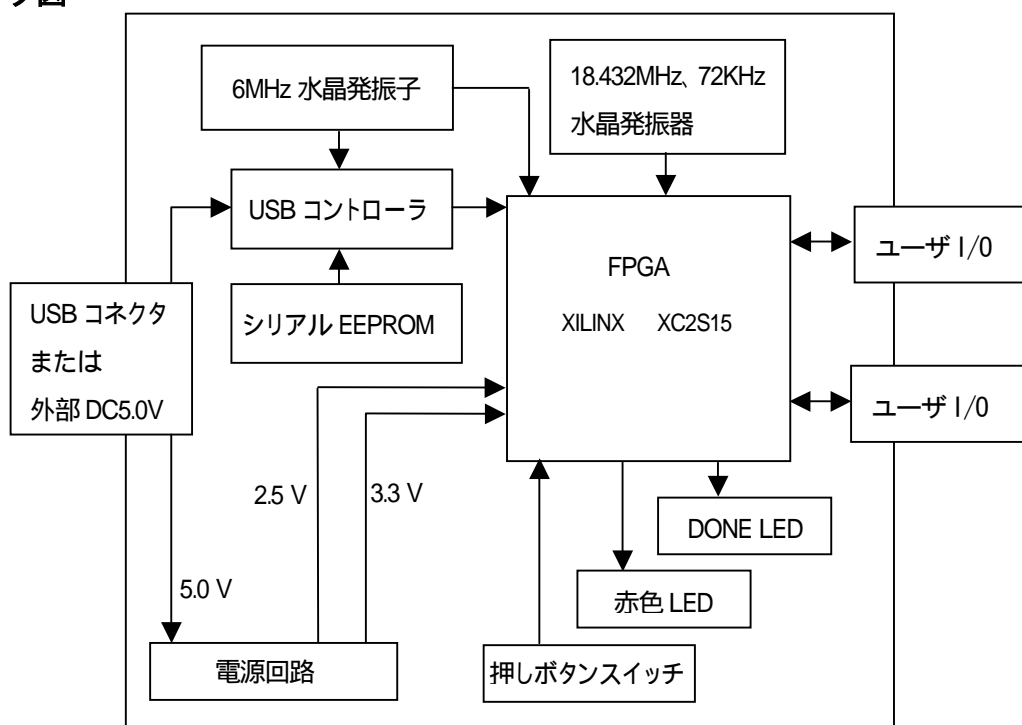 ク図
6MHz 水晶発振子
18.432MHz、72KHz
水晶発振器
USB コントローラ
FPGA
XILINX XC2S15
ユーザ I/0
シリアル EEPROM
USB コネクタ
または
外部 DC5.0V
ユーザ I/0
2.5 V
3.3 V
DONE LED
5.0 V
赤色 LED
電源回路
押しボタンスイッチ